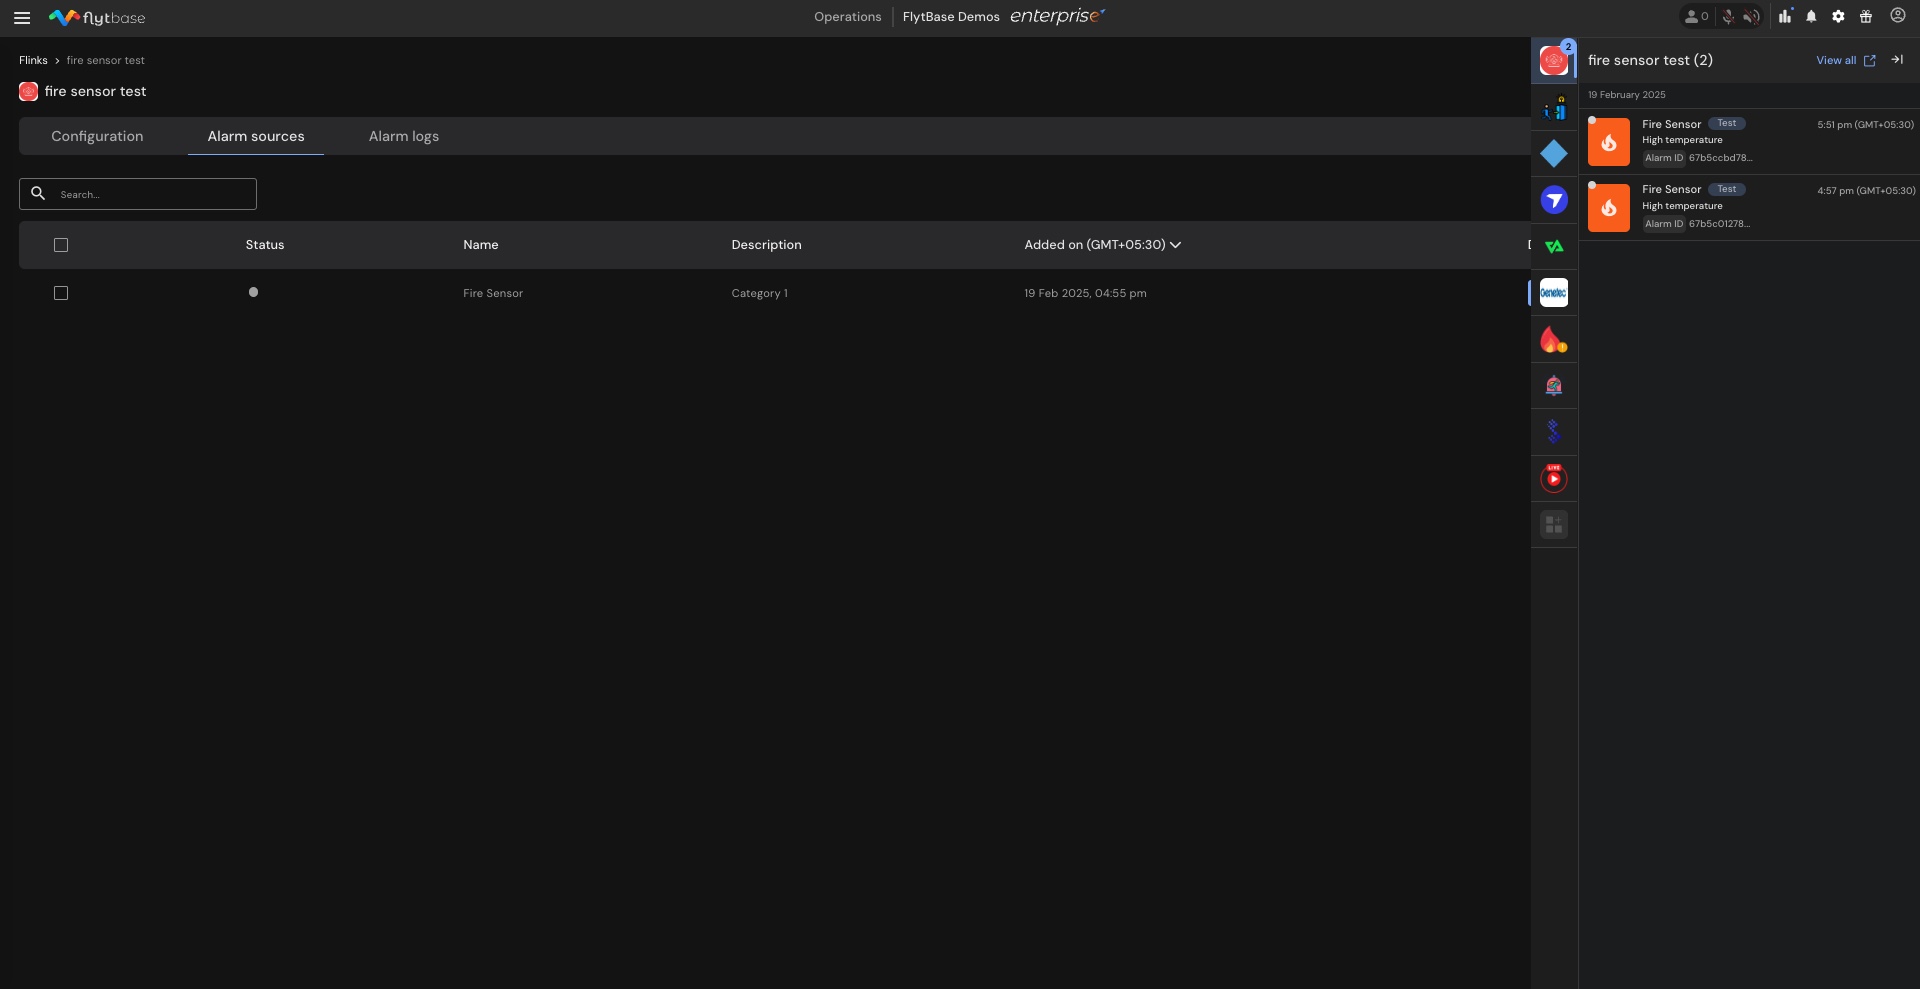 flytbase
Operations
FlytBase Demos enterprise
0
Flinks > fire sensor test
fire sensor test
Configuration
Alarm sources
Alarm logs
Search...
Status
Name
Description
Added on (GMT+05:30)
Fire Sensor
Category 1
19 Feb 2025, 04:55 pm
2
Genetec
LIVE
fire sensor test (2)
View all
19 February 2025
Fire Sensor Test 5:51 pm (GMT+05:30)
High temperature
Alarm ID 67b5ccbd78...
Fire Sensor Test 4:57 pm (GMT+05:30)
High temperature
Alarm ID 67b5c01278...